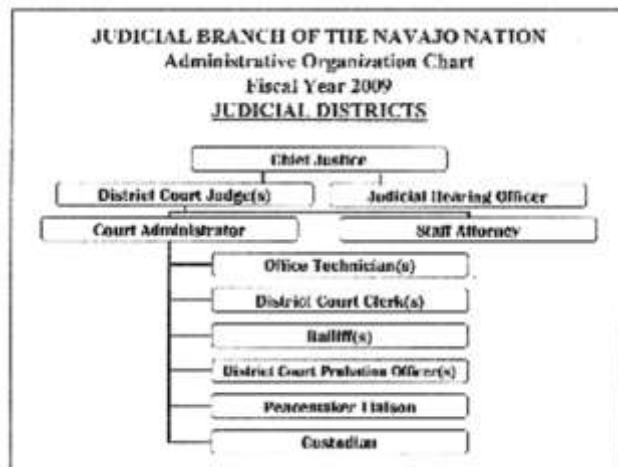 JUDICIAL BRANCH OF THE NAVAJO NATION
Administrative Organization Chart
Fiscal Year 2009
JUDICIAL DISTRICTS
Chief Justice
District Court Judge(s)
Judicial Hearing Officer
Court Administrator
Staff Attorney
Office Technician(s)
District Court Clerk(s)
Bailiff(s)
District Court Probation Officer(s)
Peacemaker Liaison
Custodian